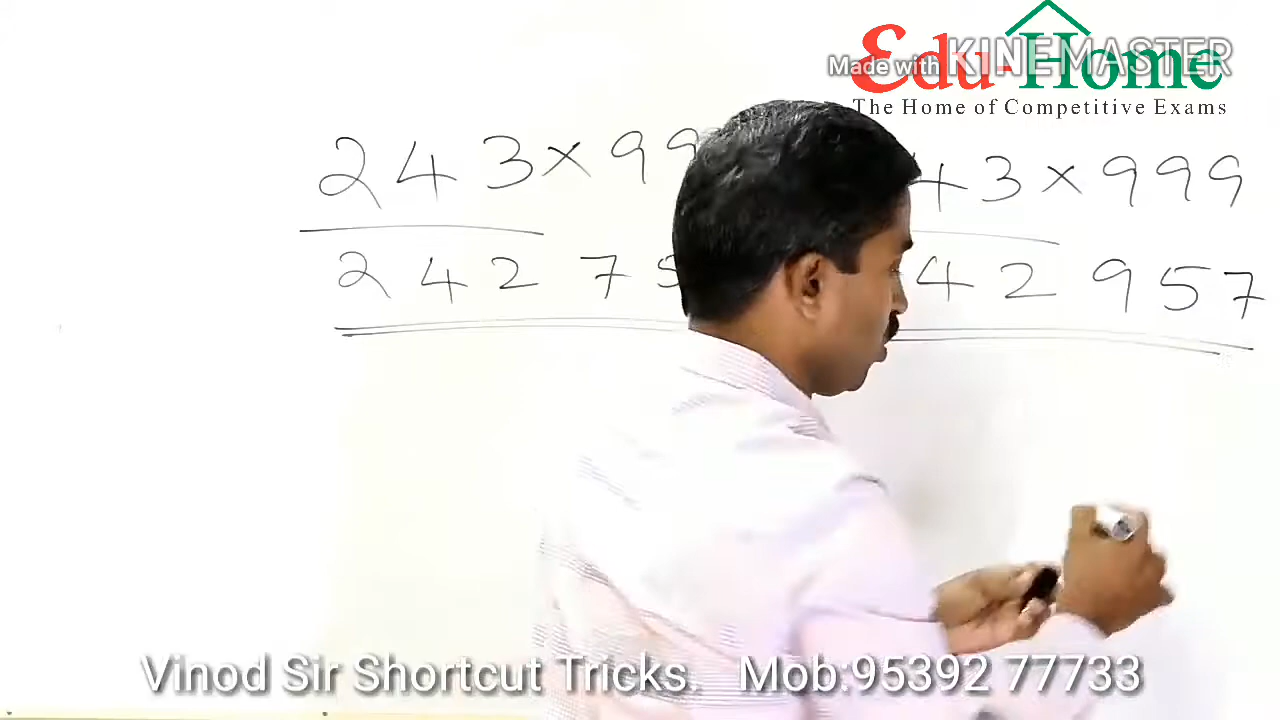 Edu-Home
Made with KINEMASTER
The Home of Competitive Exams
243×99
43×999
24275
42957
Vinod Sir Shortcut Tricks. Mob:95392 77733